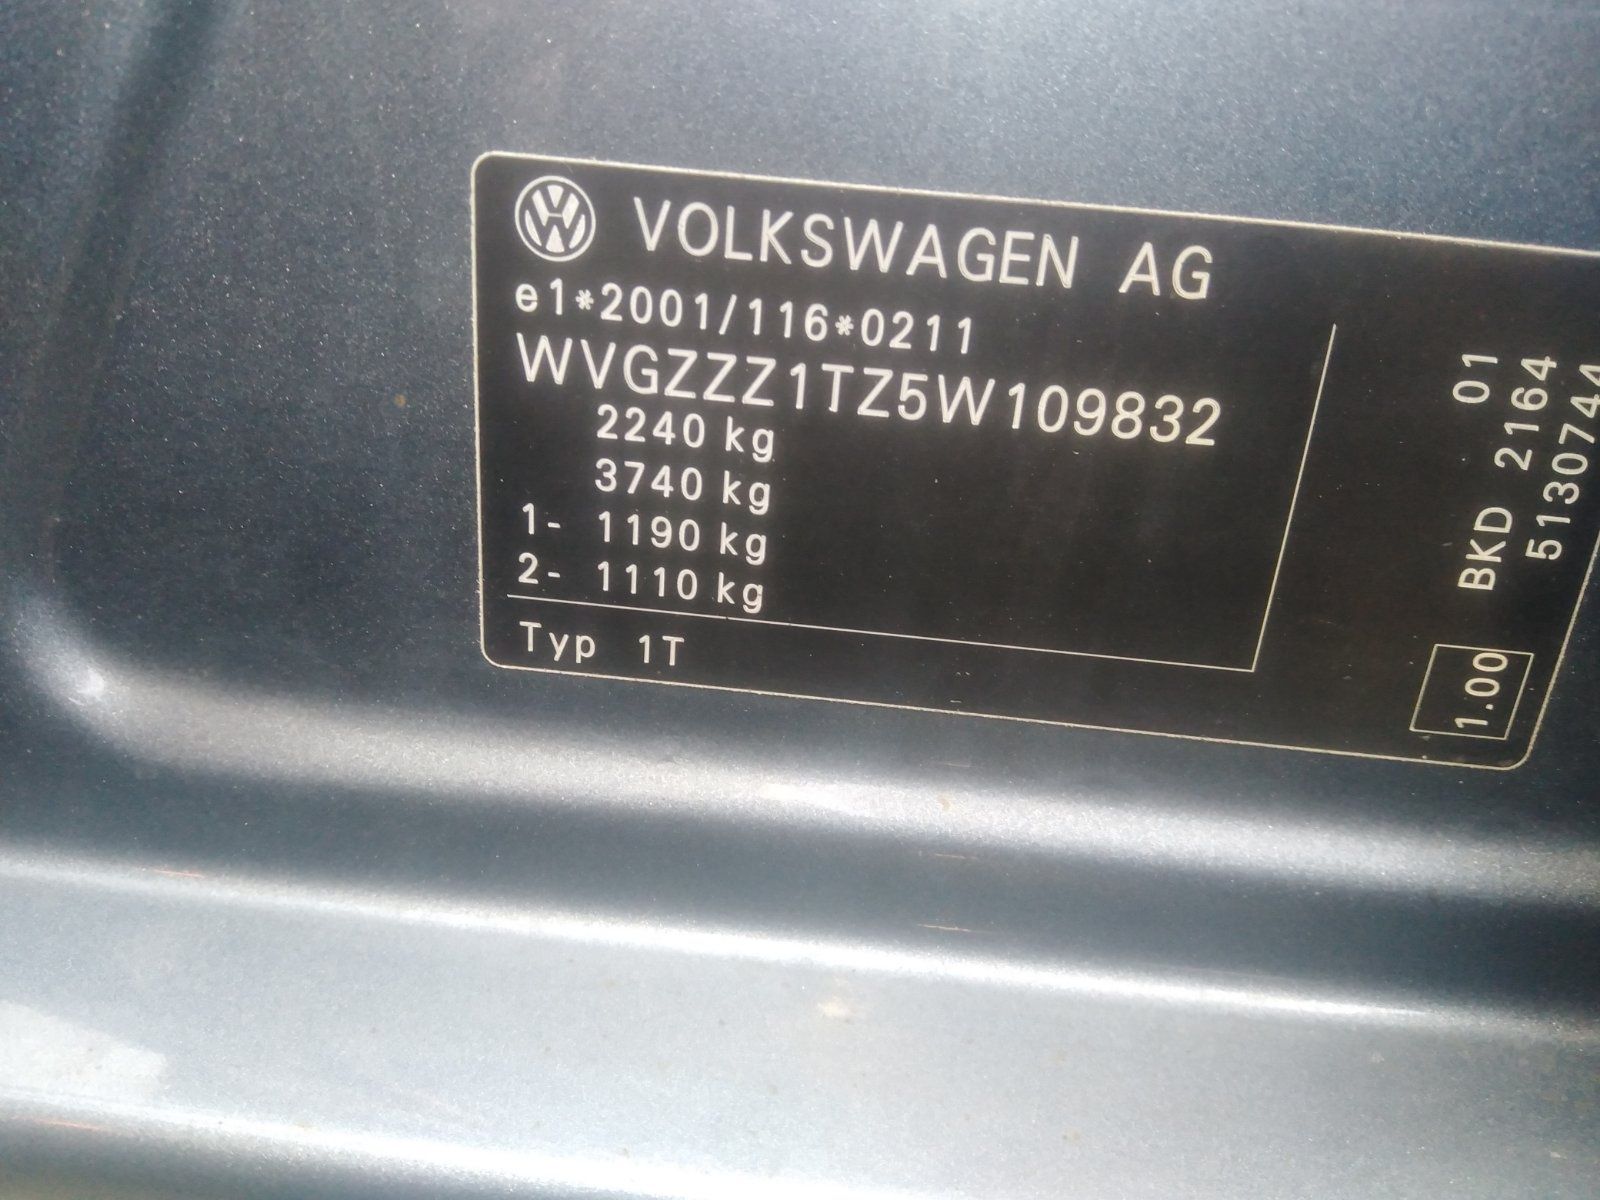 VOLKSWAGEN AG
e1*2001/116*0211
WVGZZZ1TZ5W109832
2240 kg
3740 kg
1- 1190 kg
2- 1110 kg
Typ 1T
01
BKD 2164
5130744
1.00